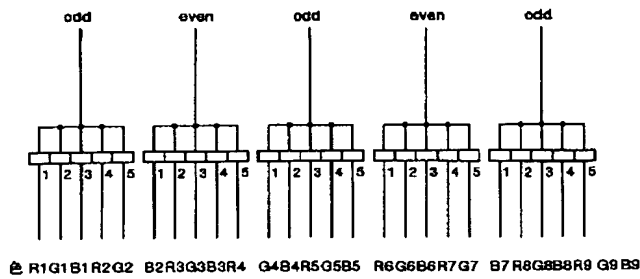 odd even odd even odd
1 2 3 4 5 1 2 3 4 5 1 2 3 4 5 1 2 3 4 5 1 2 3 4 5
色 R1G1B1R2G2 B2R3G3B3R4 G4B4R5G5B5 R6G6B6R7G7 B7R8G8B8R9 G9B9